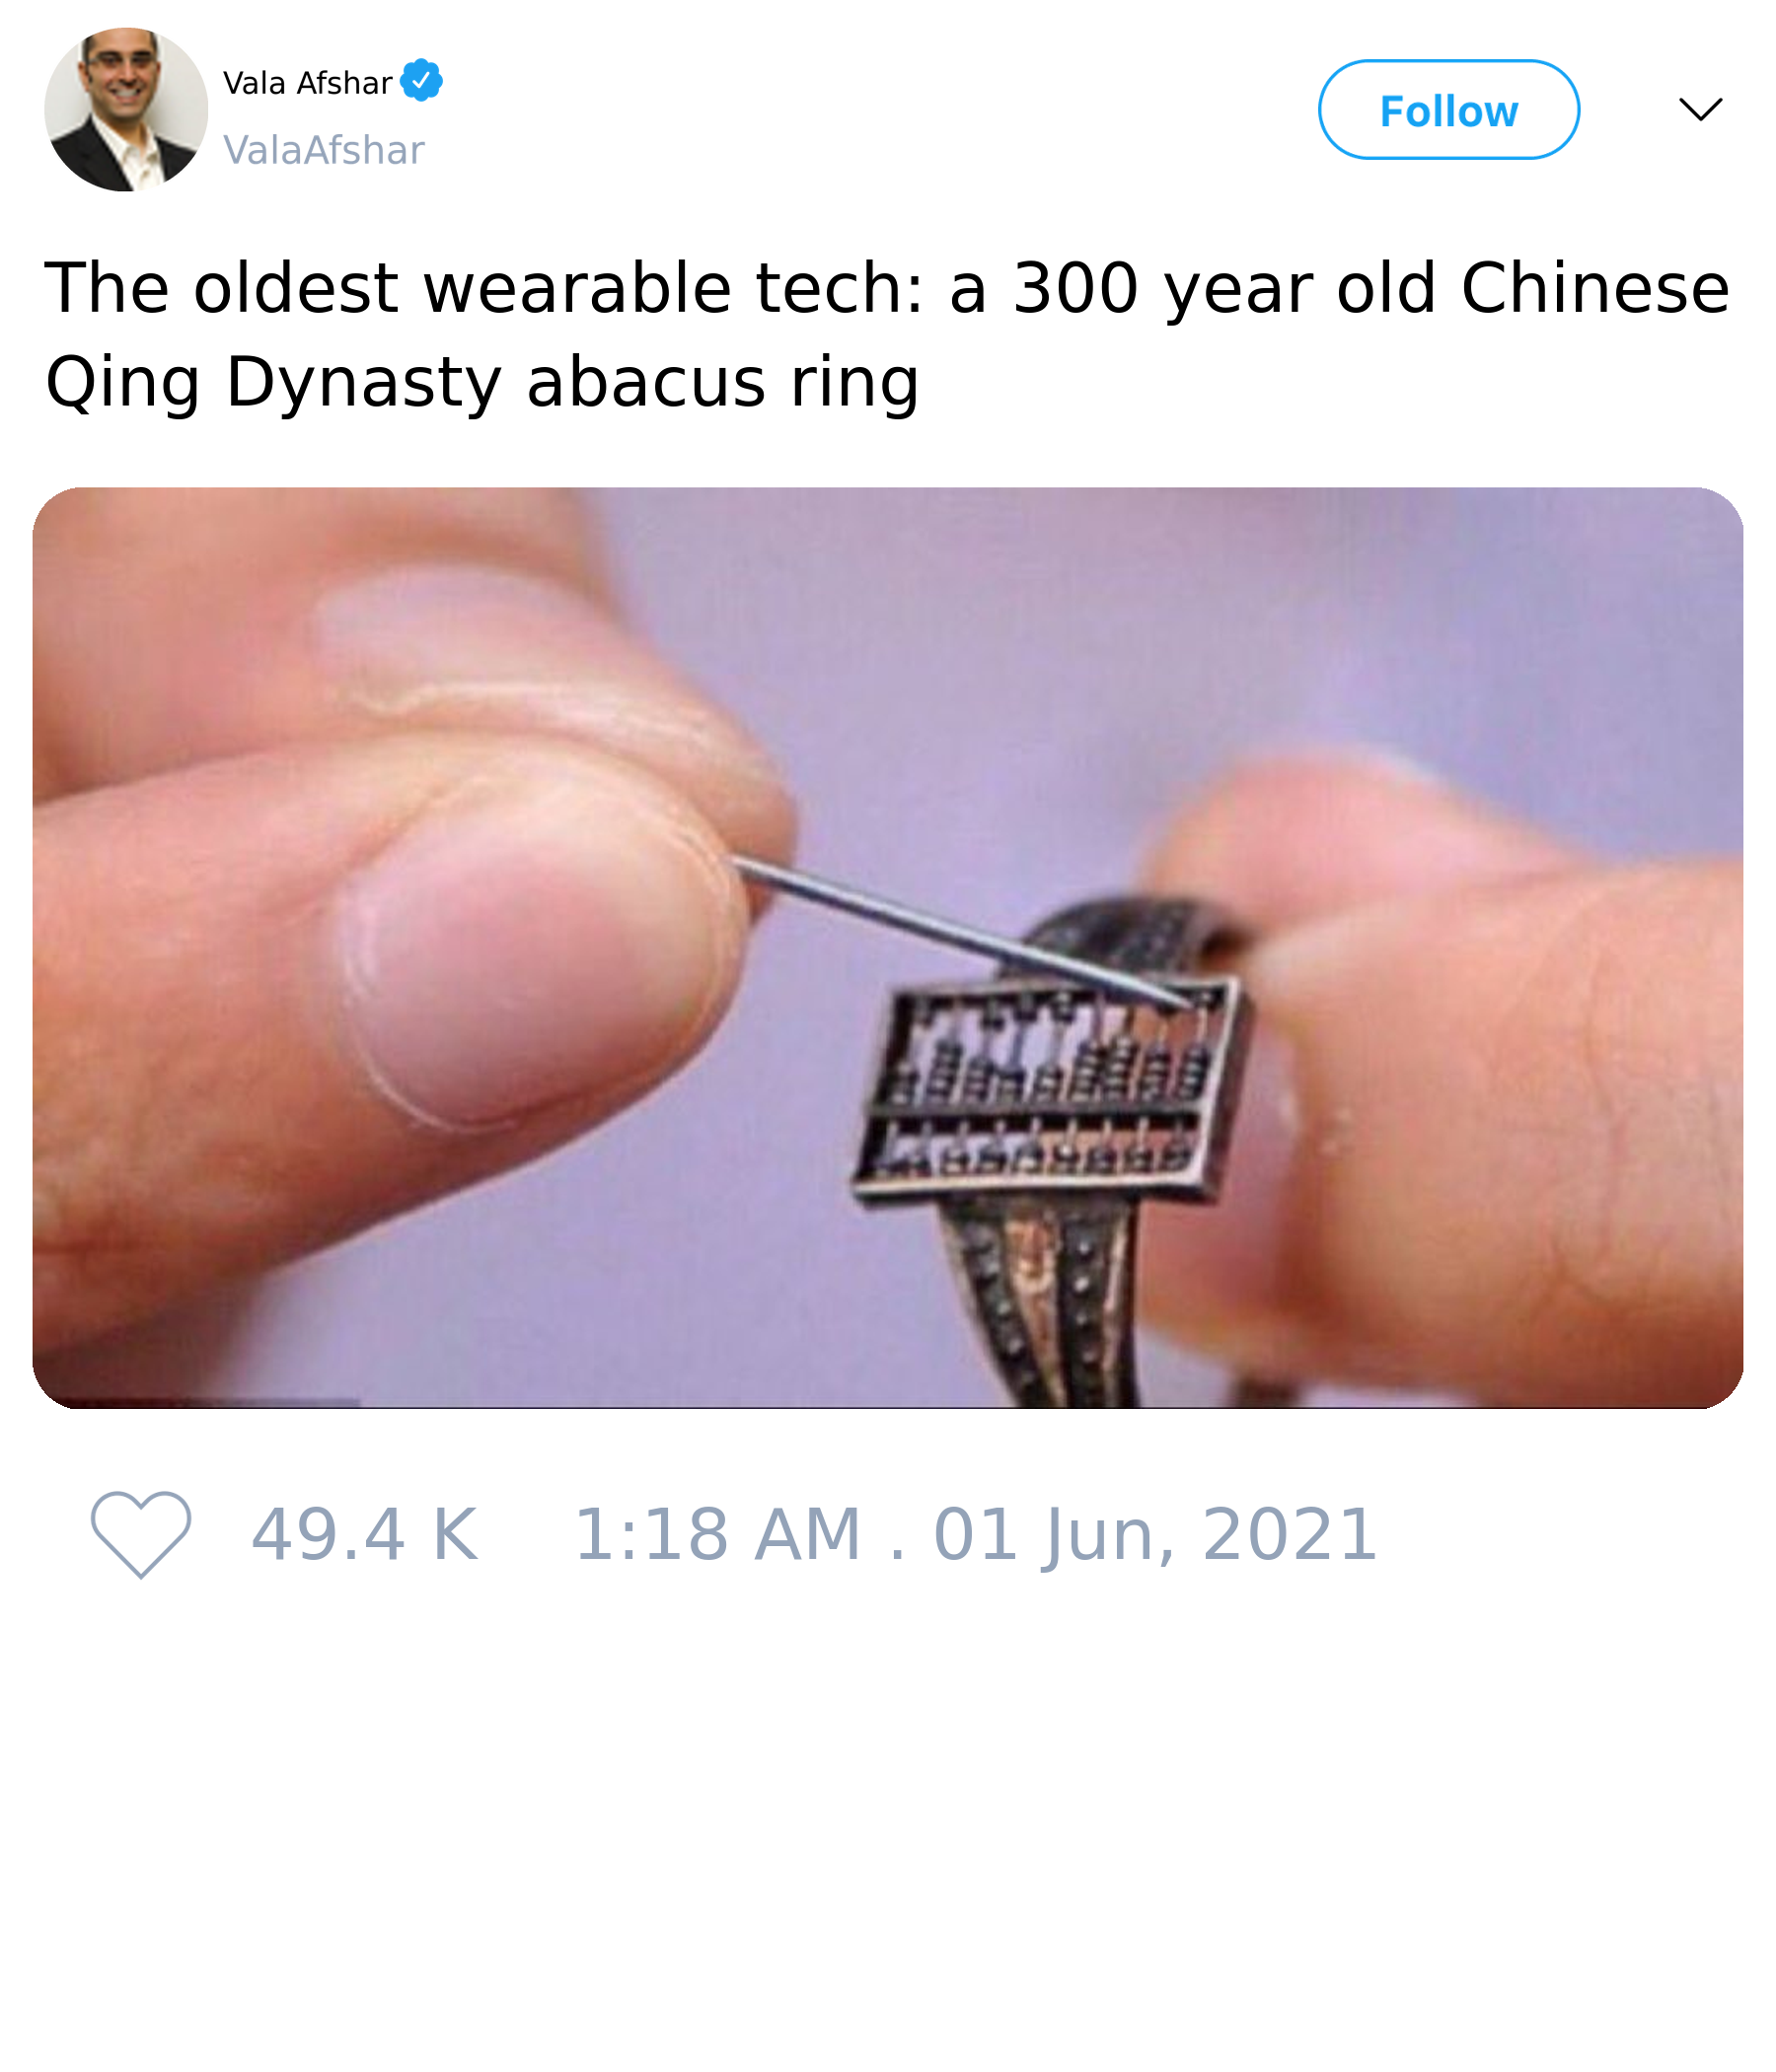 Vala Afshar
ValaAfshar
Follow
The oldest wearable tech: a 300 year old Chinese
Qing Dynasty abacus ring
49.4 K 1:18 AM . 01 Jun, 2021